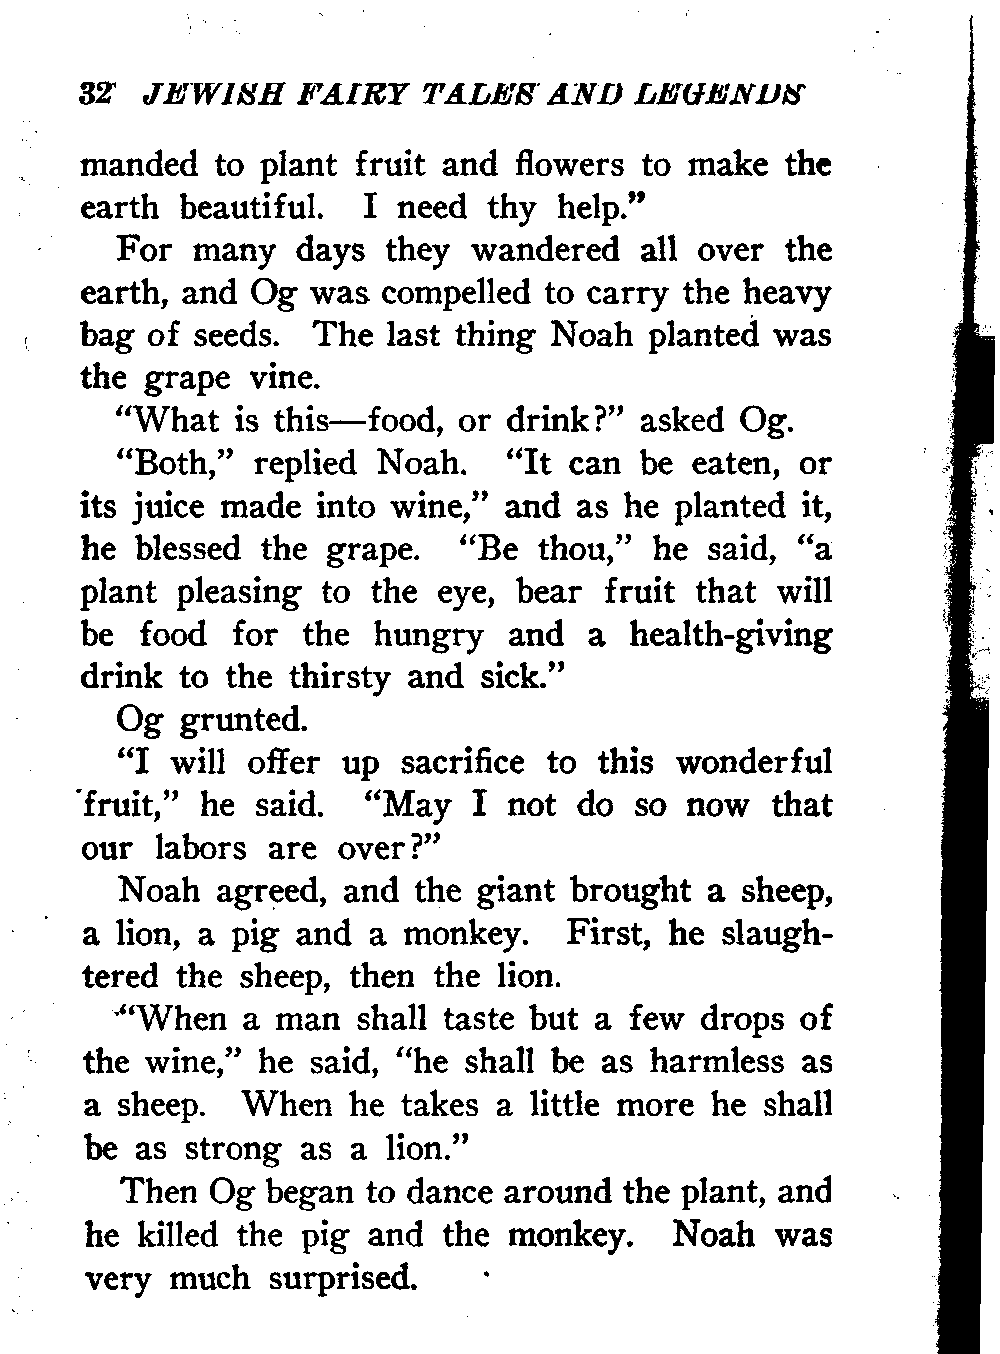 32 JEWISH FAIRY TALES AND LEGENDS
manded to plant fruit and flowers to make the
earth beautiful. I need thy help.”
For many days they wandered all over the
earth, and Og was compelled to carry the heavy
bag of seeds. The last thing Noah planted was
the grape vine.
“What is this—food, or drink?” asked Og.
“Both,” replied Noah. “It can be eaten, or
its juice made into wine,” and as he planted it,
he blessed the grape. “Be thou,” he said, “a
plant pleasing to the eye, bear fruit that will
be food for the hungry and a health-giving
drink to the thirsty and sick.”
Og grunted.
“I will offer up sacrifice to this wonderful
fruit,” he said. “May I not do so now that
our labors are over?”
Noah agreed, and the giant brought a sheep,
a lion, a pig and a monkey. First, he slaugh-
tered the sheep, then the lion.
“When a man shall taste but a few drops of
the wine,” he said, “he shall be as harmless as
a sheep. When he takes a little more he shall
be as strong as a lion.”
Then Og began to dance around the plant, and
he killed the pig and the monkey. Noah was
very much surprised.